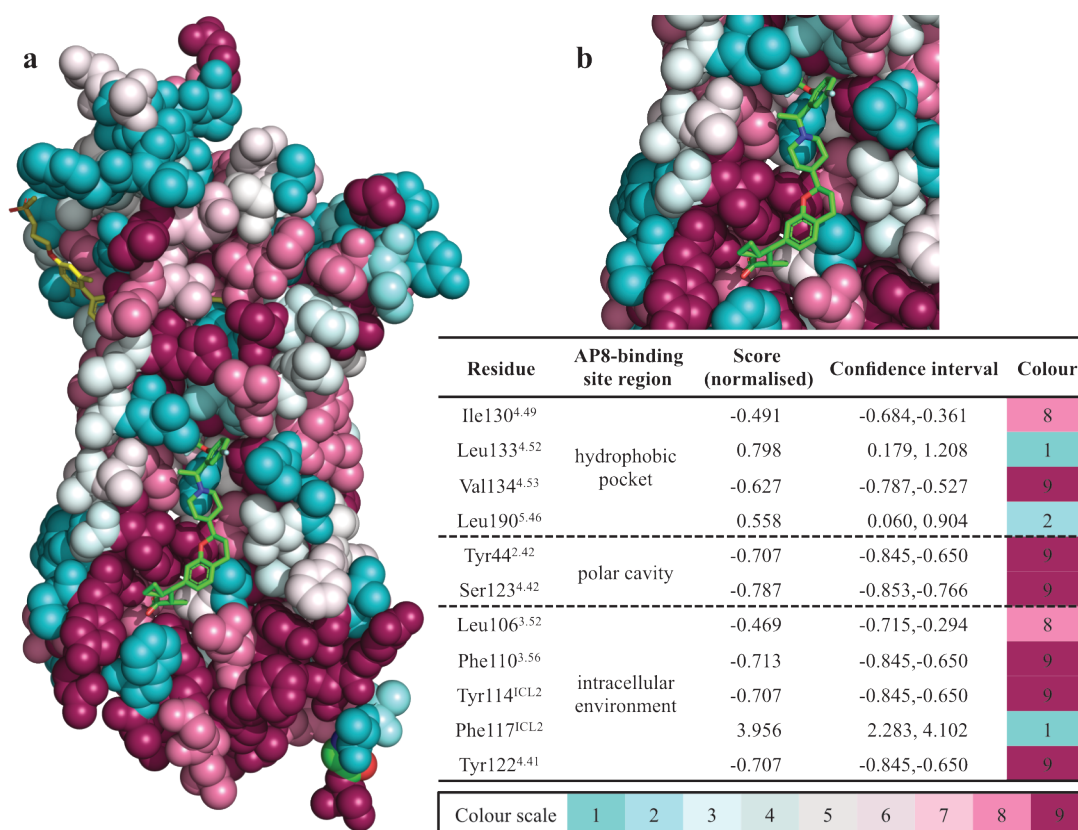 a
b
Residue AP8-binding site region Score (normalised) Confidence interval Colour
Ile130^4.49 -0.491 -0.684,-0.361 8
Leu133^4.52 hydrophobic pocket 0.798 0.179, 1.208 1
Val134^4.53 -0.627 -0.787,-0.527 9
Leu190^5.46 0.558 0.060, 0.904 2
Tyr44^2.42 polar cavity -0.707 -0.845,-0.650 9
Ser123^4.42 -0.787 -0.853,-0.766 9
Leu106^3.52 -0.469 -0.715,-0.294 8
Phe110^3.56 -0.713 -0.845,-0.650 9
Tyr114^ICL2 intracellular environment -0.707 -0.845,-0.650 9
Phe117^ICL2 3.956 2.283, 4.102 1
Tyr122^4.41 -0.707 -0.845,-0.650 9
Colour scale 1 2 3 4 5 6 7 8 9